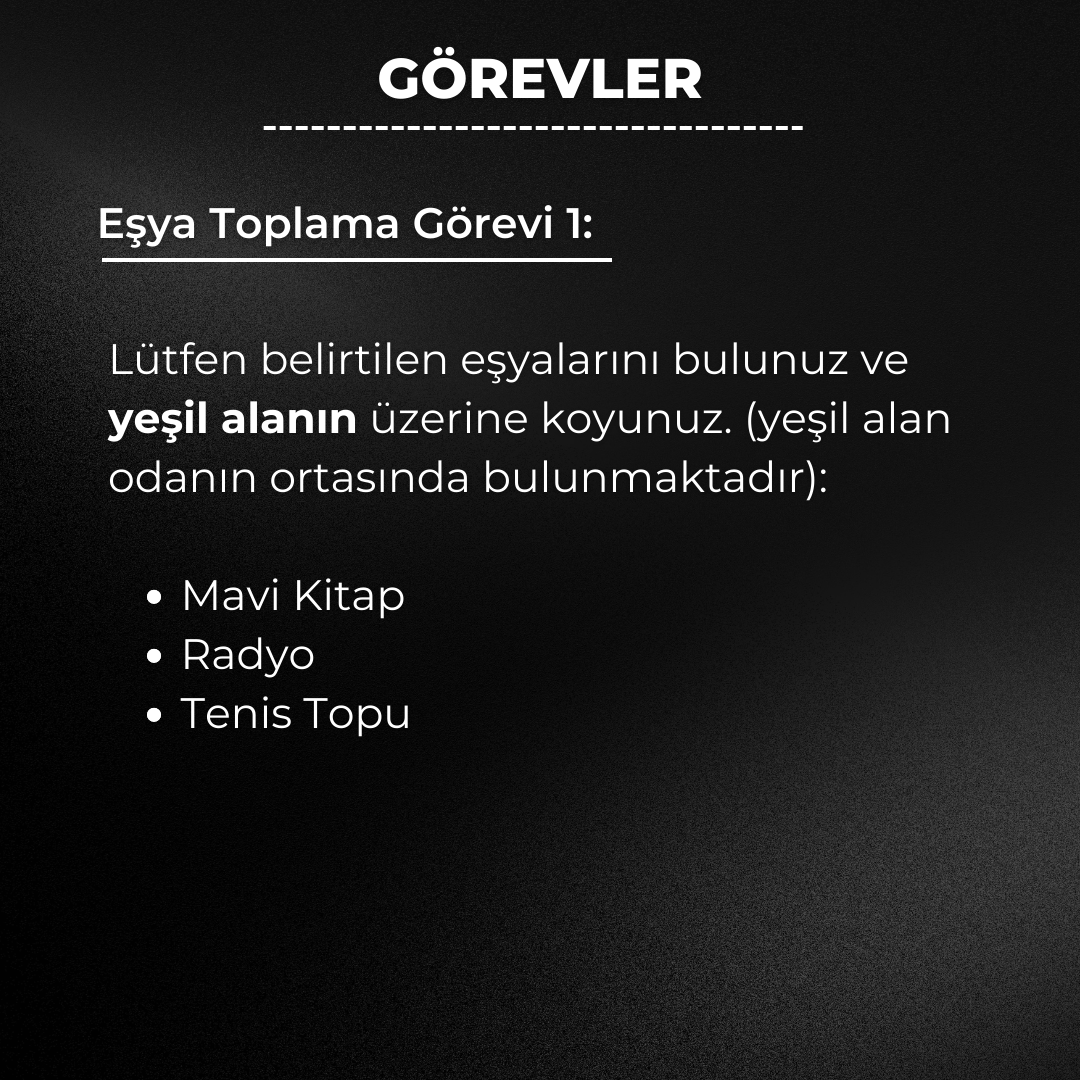 GÖREVLER
----------------------------------
Eşya Toplama Görevi 1:
Lütfen belirtilen eşyalarını bulunuz ve
yeşil alanın üzerine koyunuz. (yeşil alan
odanın ortasında bulunmaktadır):
• Mavi Kitap
• Radyo
• Tenis Topu